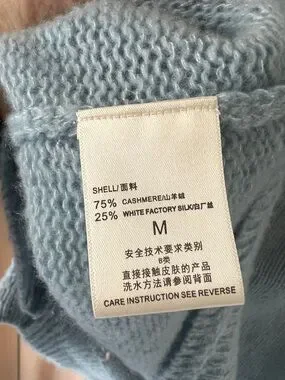 SHELL/面料
75% CASHMERE/山羊绒
25% WHITE FACTORY SILK/白厂丝
M
安全技术要求类别
B类
直接接触皮肤的产品
洗水方法请参阅背面
CARE INSTRUCTION SEE REVERSE